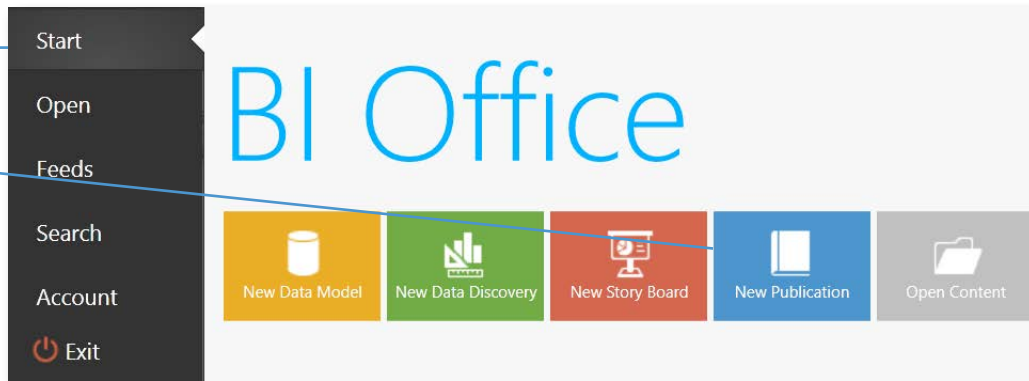 Start
Open
Feeds
Search
Account
Exit
BI Office
New Data Model
New Data Discovery
New Story Board
New Publication
Open Content